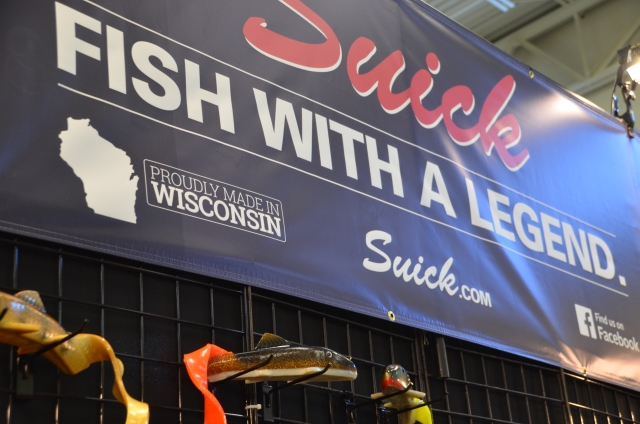 Suick
FISH WITH A LEGEND.
PROUDLY MADE IN
WISCONSIN
Suick.COM
f Find us on
Facebook